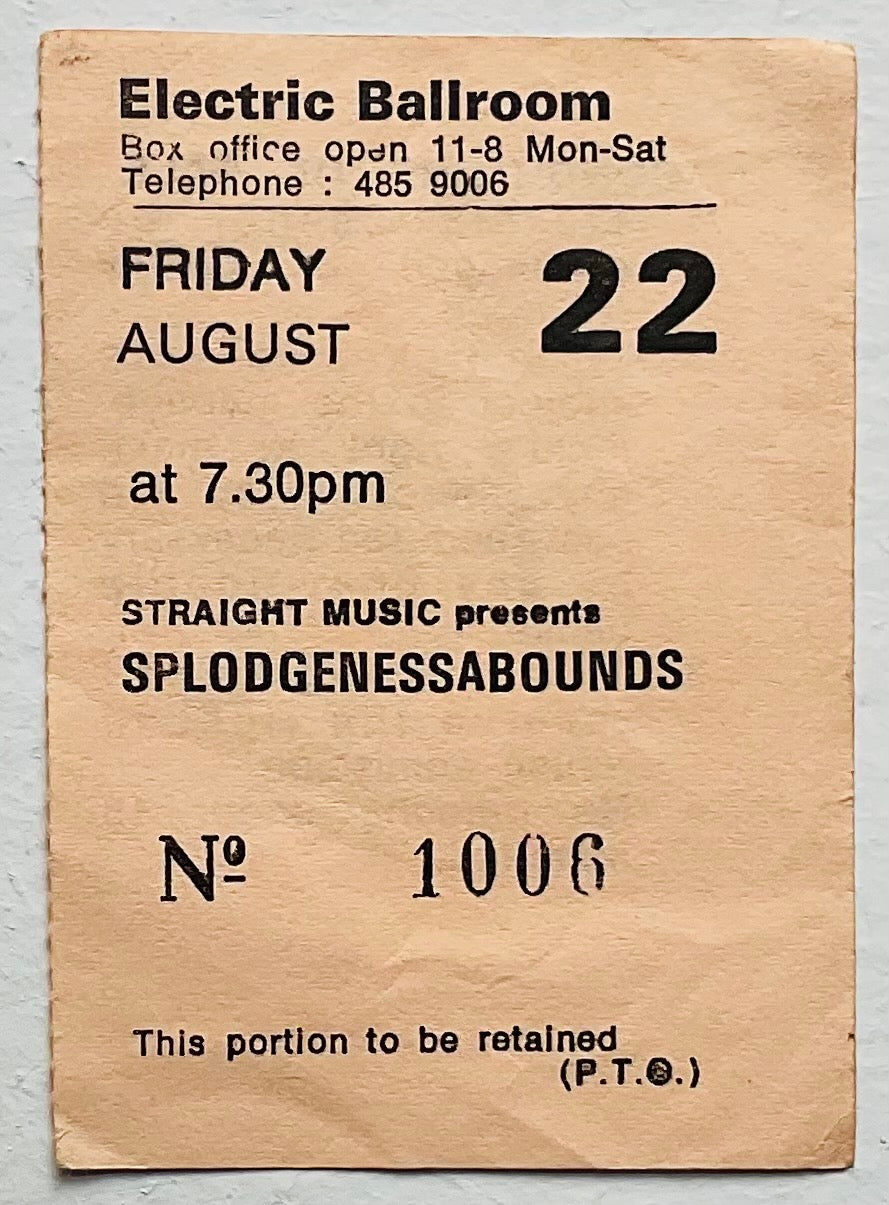 Electric Ballroom
Box office open 11-8 Mon-Sat
Telephone : 485 9006
FRIDAY 22
AUGUST
at 7.30pm
STRAIGHT MUSIC presents
SPLODGENESSABOUNDS
Nº 1006
This portion to be retained
(P.T.O.)